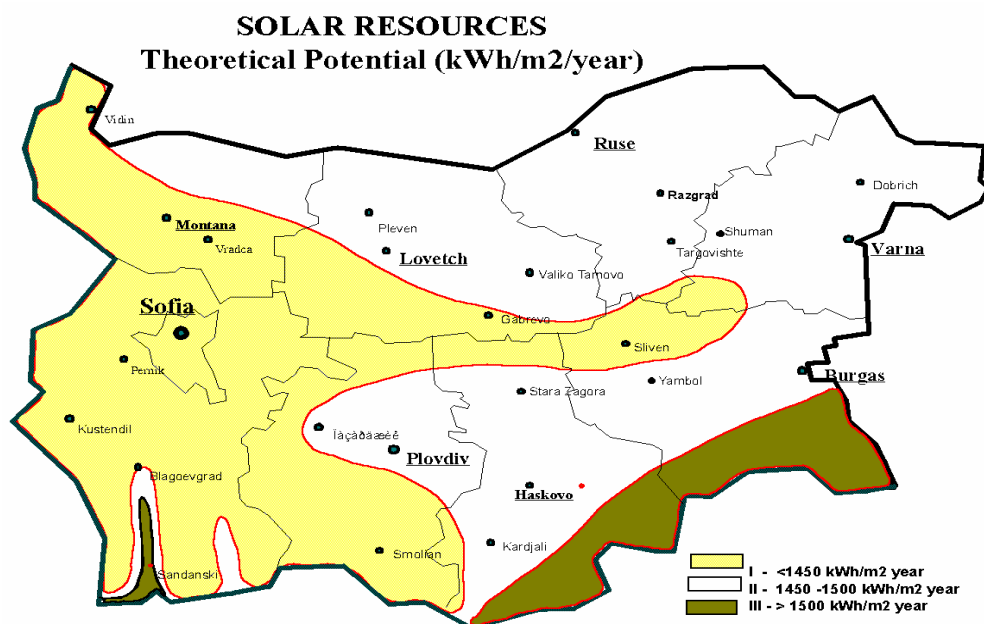 SOLAR RESOURCES
Theoretical Potential (kWh/m2/year)
Vidin
Ruse
Razgrad
Dobrich
Montana
Pleven
Shuman
Vradca
Lovetch
Targovishte
Varna
Valiko Tarnovo
Sofia
Gabrevo
Sliven
Pernik
Yambol
Burgas
Stara Zagora
Kustendil
Ïàçàðäæèê
Plovdiv
Blagoevgrad
Haskovo
Kardjali
Smolian
Sandanski
I - <1450 kWh/m2 year
II - 1450 -1500 kWh/m2 year
III - > 1500 kWh/m2 year